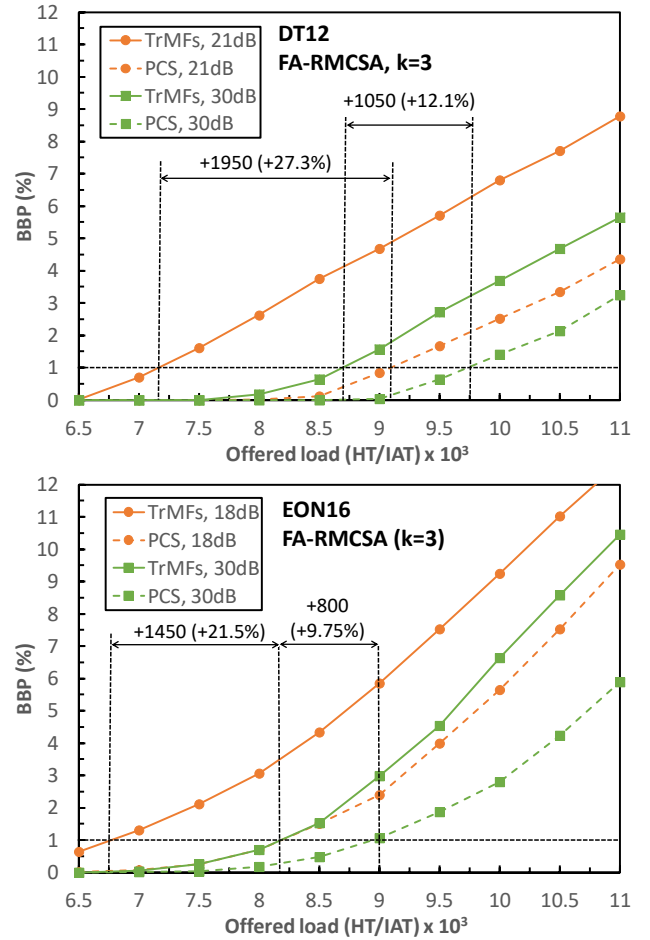 DT12
FA-RMCSA, k=3
TrMFs, 21dB
PCS, 21dB
TrMFs, 30dB
PCS, 30dB
+1050 (+12.1%)
+1950 (+27.3%)
BBP (%)
12
11
10
9
8
7
6
5
4
3
2
1
0
6.5 7 7.5 8 8.5 9 9.5 10 10.5 11
Offered load (HT/IAT) x 10³
EON16
FA-RMCSA (k=3)
TrMFs, 18dB
PCS, 18dB
TrMFs, 30dB
PCS, 30dB
+800
(+9.75%)
+1450 (+21.5%)
BBP (%)
12
11
10
9
8
7
6
5
4
3
2
1
0
6.5 7 7.5 8 8.5 9 9.5 10 10.5 11
Offered load (HT/IAT) x 10³